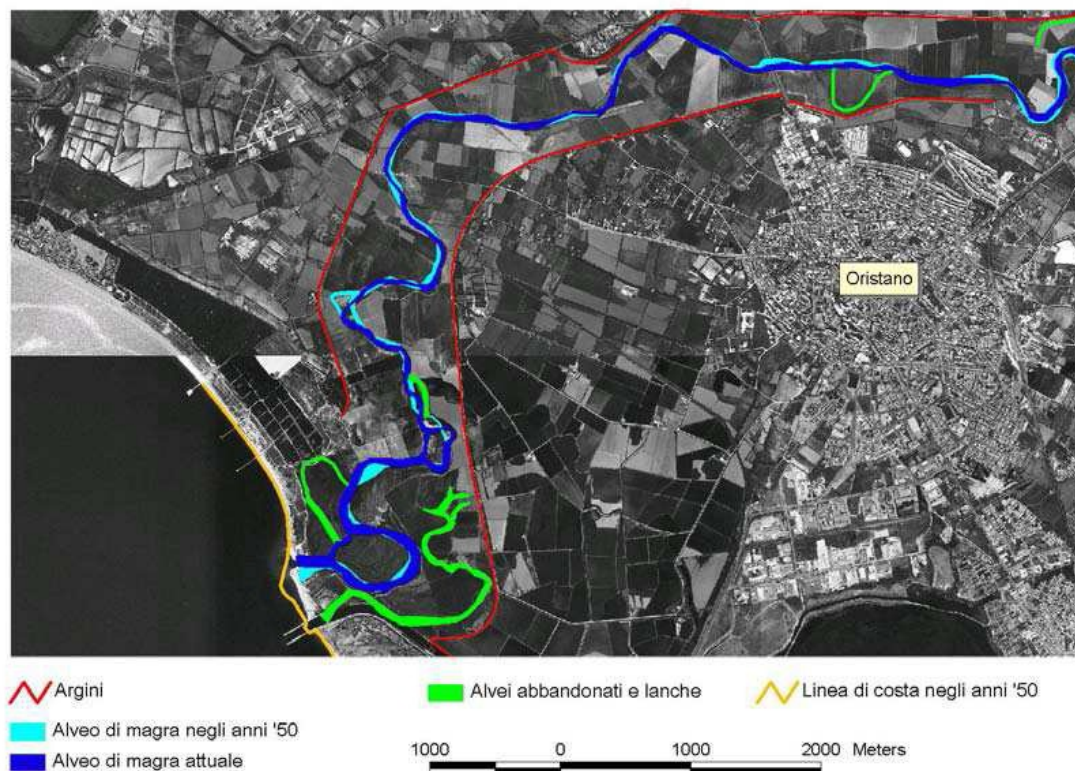 Oristano
Argini
Alvei abbandonati e lanche
Linea di costa negli anni '50
Alveo di magra negli anni '50
Alveo di magra attuale
1000 0 1000 2000 Meters